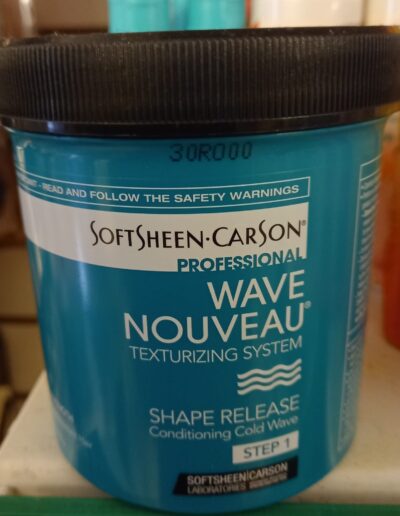 30R000
- READ AND FOLLOW THE SAFETY WARNINGS
SOFTSHEEN·CARSON®
PROFESSIONAL
WAVE
NOUVEAU®
TEXTURIZING SYSTEM
SHAPE RELEASE
Conditioning Cold Wave
STEP 1
SOFTSHEEN|CARSON
LABORATORIES